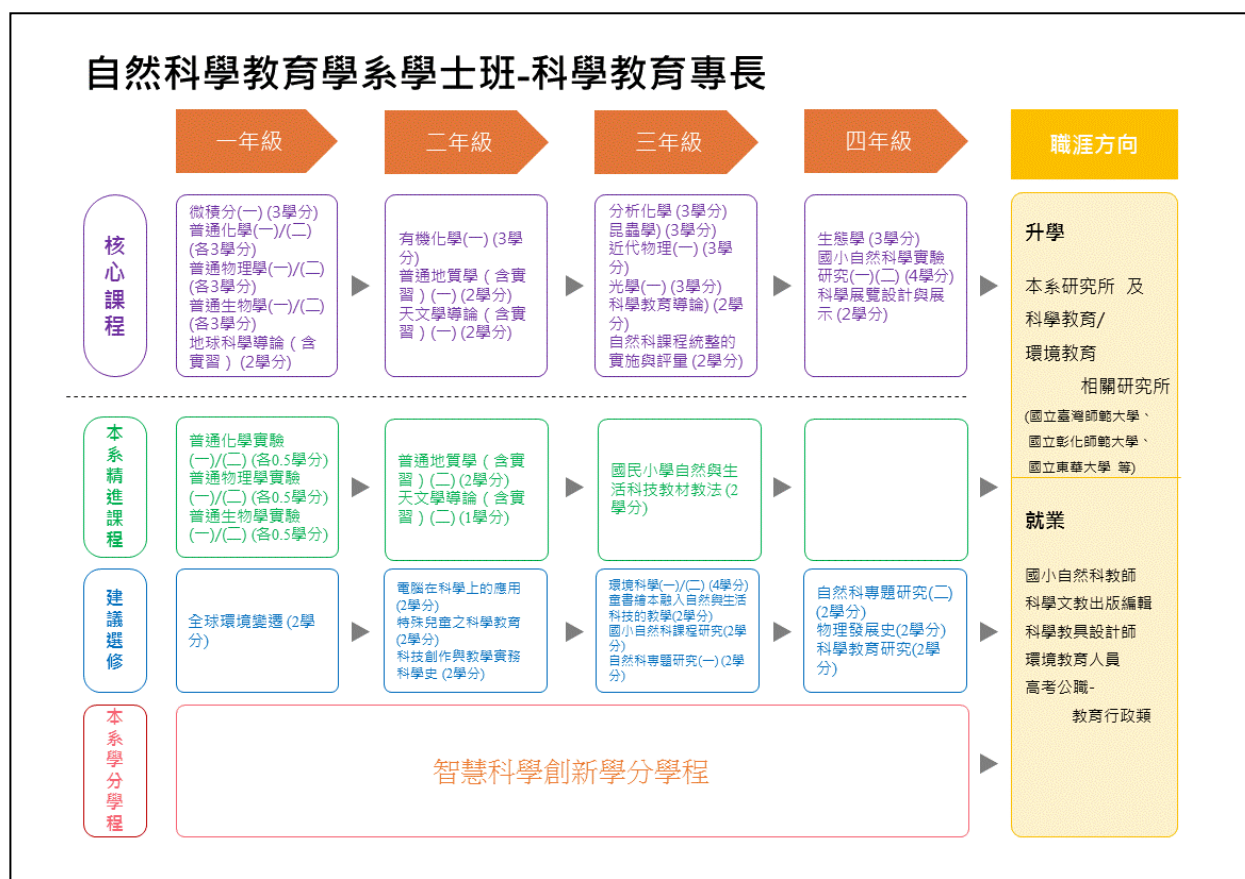 自然科學教育學系學士班-科學教育專長
一年級
二年級
三年級
四年級
職涯方向
核心課程
微積分(一) (3學分)
普通化學(一)/(二)
(各3學分)
普通物理學(一)/(二)
(各3學分)
普通生物學(一)/(二)
(各3學分)
地球科學導論（含
實習） (2學分)
有機化學(一) (3學
分)
普通地質學（含實
習）(一) (2學分)
天文學導論（含實
習）(一) (2學分)
分析化學 (3學分)
昆蟲學) (3學分)
近代物理(一) (3學
分)
光學(一) (3學分)
科學教育導論) (2學
分)
自然科課程統整的
實施與評量 (2學分)
生態學 (3學分)
國小自然科學實驗
研究(一)(二) (4學分)
科學展覽設計與展
示 (2學分)
本系精進課程
普通化學實驗
(一)/(二) (各0.5學分)
普通物理學實驗
(一)/(二) (各0.5學分)
普通生物學實驗
(一)/(二) (各0.5學分)
普通地質學（含實
習）(二) (2學分)
天文學導論（含實
習）(二) (1學分)
國民小學自然與生
活科技教材教法 (2
學分)
建議選修
全球環境變遷 (2學
分)
電腦在科學上的應用
(2學分)
特殊兒童之科學教育
(2學分)
科技創作與教學實務
科學史 (2學分)
環境科學(一)/(二) (4學分)
童書繪本融入自然與生活
科技的教學(2學分)
國小自然科課程研究(2學
分)
自然科專題研究(一) (2學
分)
自然科專題研究(二)
(2學分)
物理發展史(2學分)
科學教育研究(2學
分)
本系學分學程
智慧科學創新學分學程
升學
本系研究所 及
科學教育/
環境教育
相關研究所
(國立臺灣師範大學、
國立彰化師範大學、
國立東華大學 等)
就業
國小自然科教師
科學文教出版編輯
科學教具設計師
環境教育人員
高考公職-
教育行政類